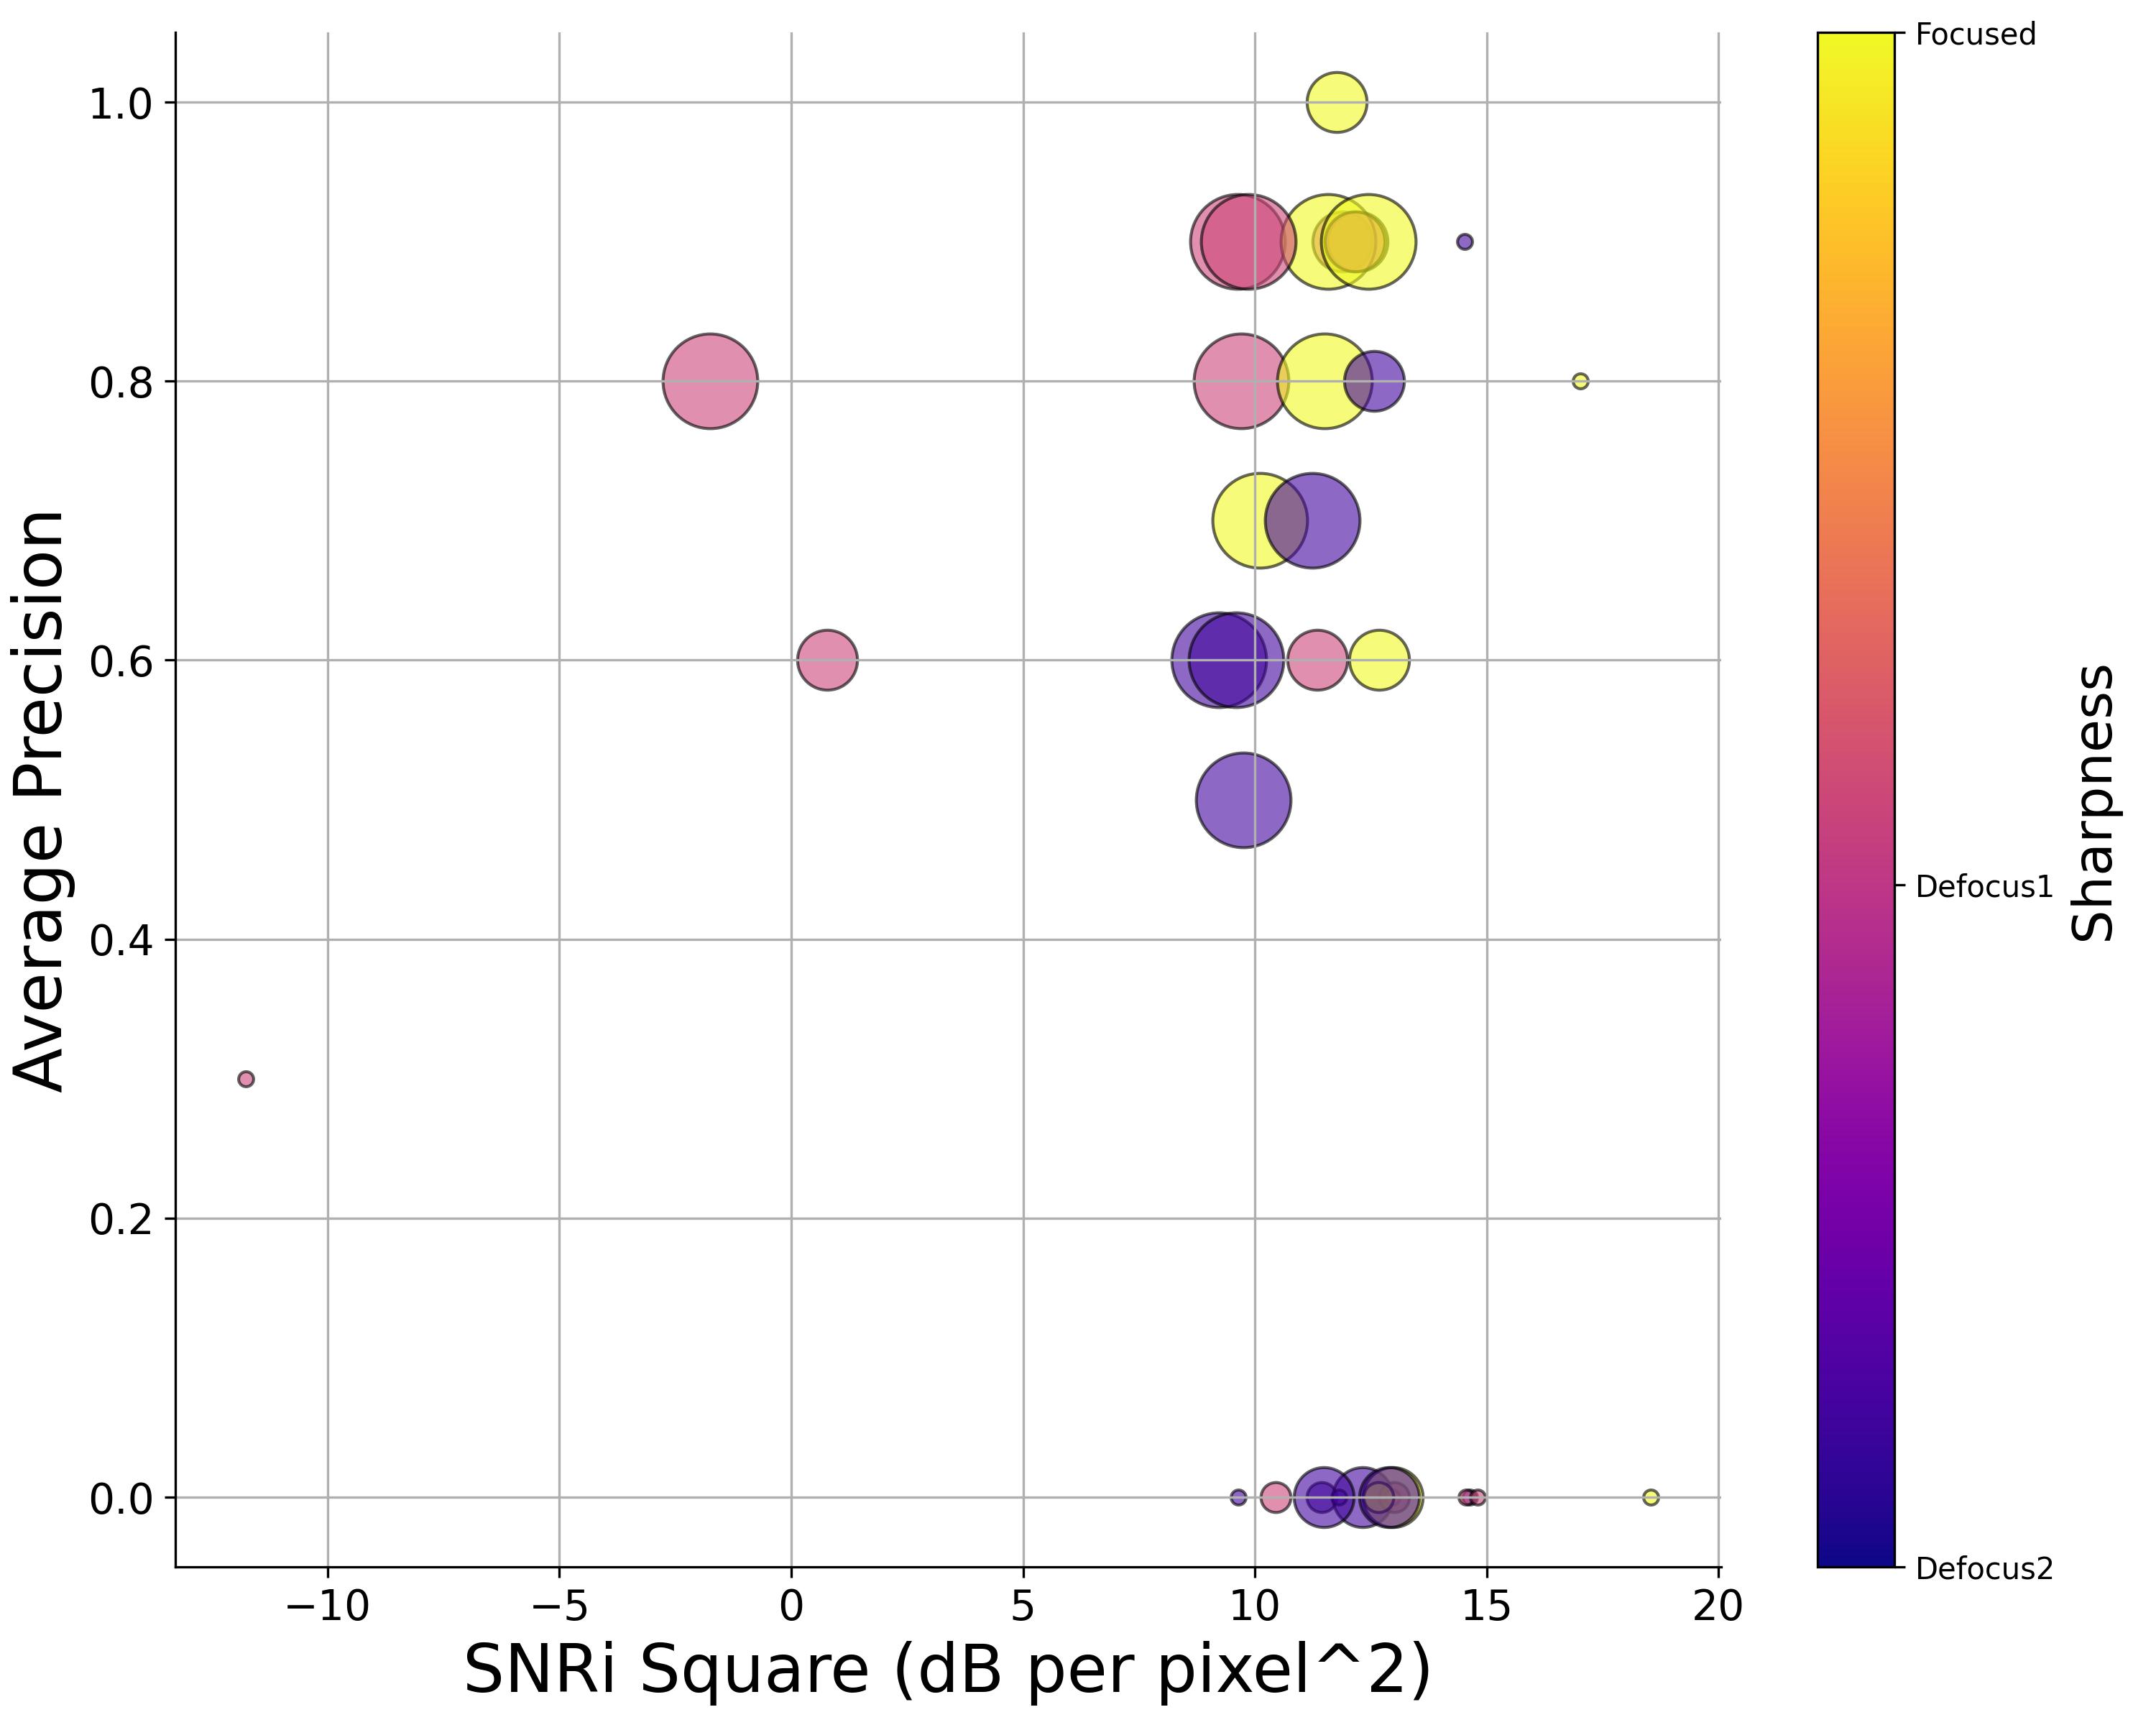 Average Precision
1.0
0.8
0.6
0.4
0.2
0.0
−10 −5 0 5 10 15 20
SNRi Square (dB per pixel^2)
Focused
Defocus1
Defocus2
Sharpness